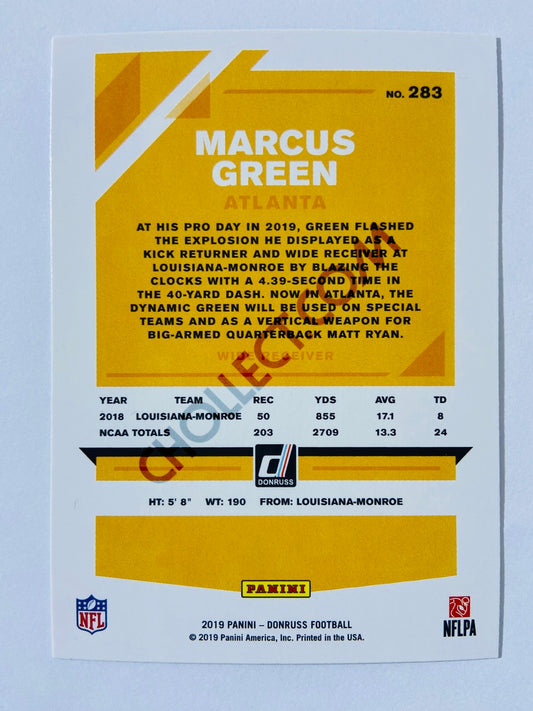 NO. 283
MARCUS
GREEN
ATLANTA
AT HIS PRO DAY IN 2019, GREEN FLASHED
THE EXPLOSION HE DISPLAYED AS A
KICK RETURNER AND WIDE RECEIVER AT
LOUISIANA-MONROE BY BLAZING THE
CLOCKS WITH A 4.39-SECOND TIME IN
THE 40-YARD DASH. NOW IN ATLANTA, THE
DYNAMIC GREEN WILL BE USED ON SPECIAL
TEAMS AND AS A VERTICAL WEAPON FOR
BIG-ARMED QUARTERBACK MATT RYAN.
WIDE RECEIVER
CHOLLECT.COM
YEAR TEAM REC YDS AVG TD
2018 LOUISIANA-MONROE 50 855 17.1 8
NCAA TOTALS 203 2709 13.3 24
d
DONRUSS
HT: 5' 8" WT: 190 FROM: LOUISIANA-MONROE
PANINI
NFL
NFLPA
2019 PANINI – DONRUSS FOOTBALL
© 2019 Panini America, Inc. Printed in the USA.